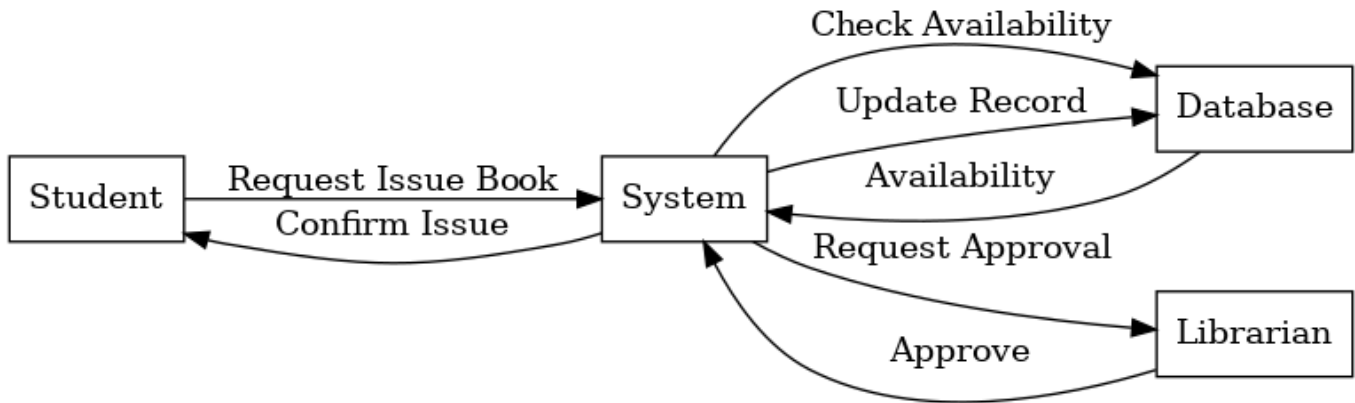 Check Availability
Update Record
Database
Availability
Student
Request Issue Book
System
Confirm Issue
Request Approval
Approve
Librarian